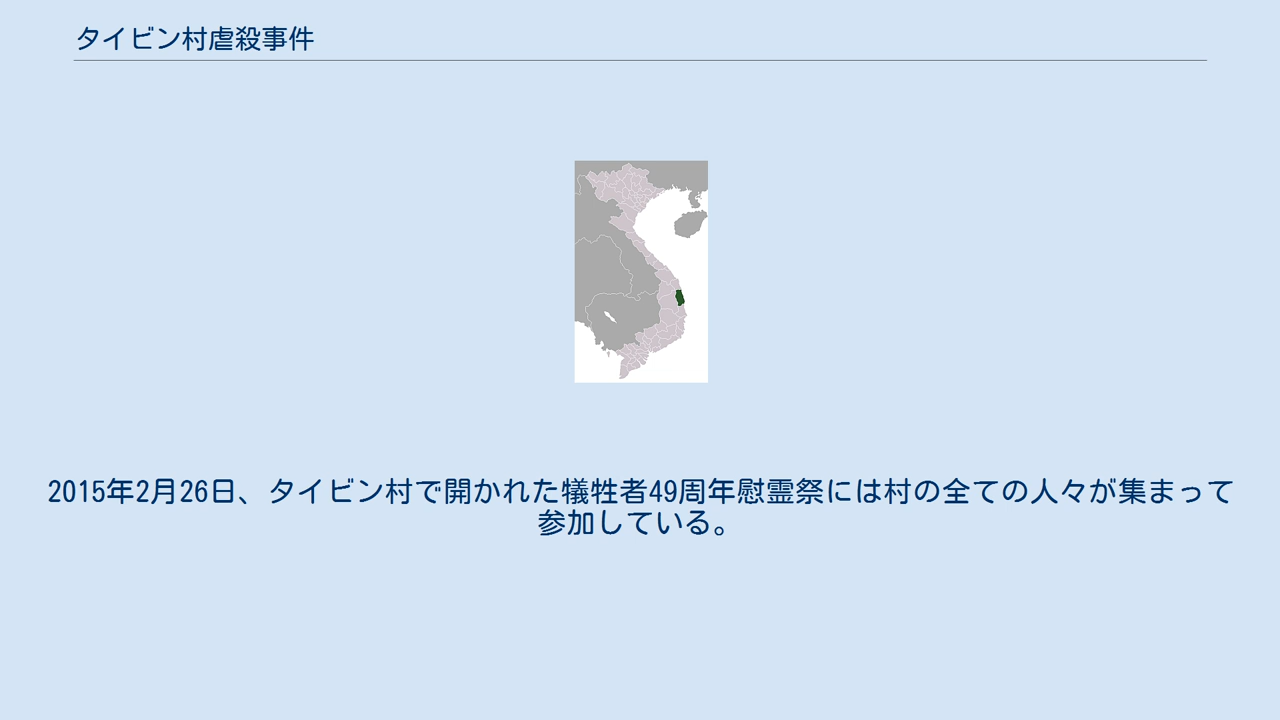 タイビン村虐殺事件
2015年2月26日、タイビン村で開かれた犠牲者49周年慰霊祭には村の全ての人々が集まって
参加している。